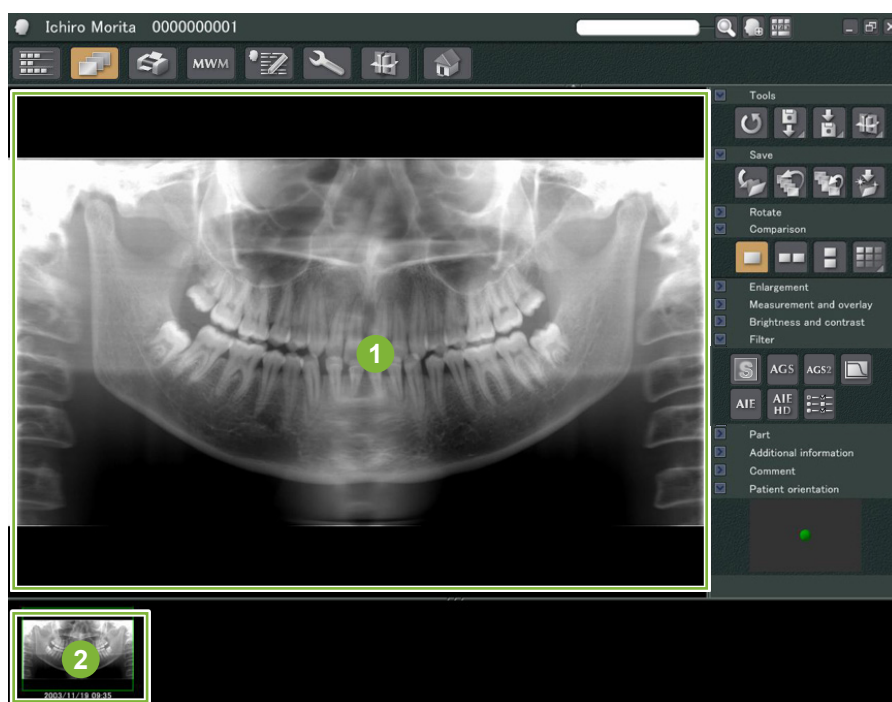 Ichiro Morita 0000000001
MWM
Tools
Save
Rotate
Comparison
Enlargement
Measurement and overlay
Brightness and contrast
Filter
S AGS AGS2
AIE AIE HD
Part
Additional information
Comment
Patient orientation
1
2
2003/11/19 09:35